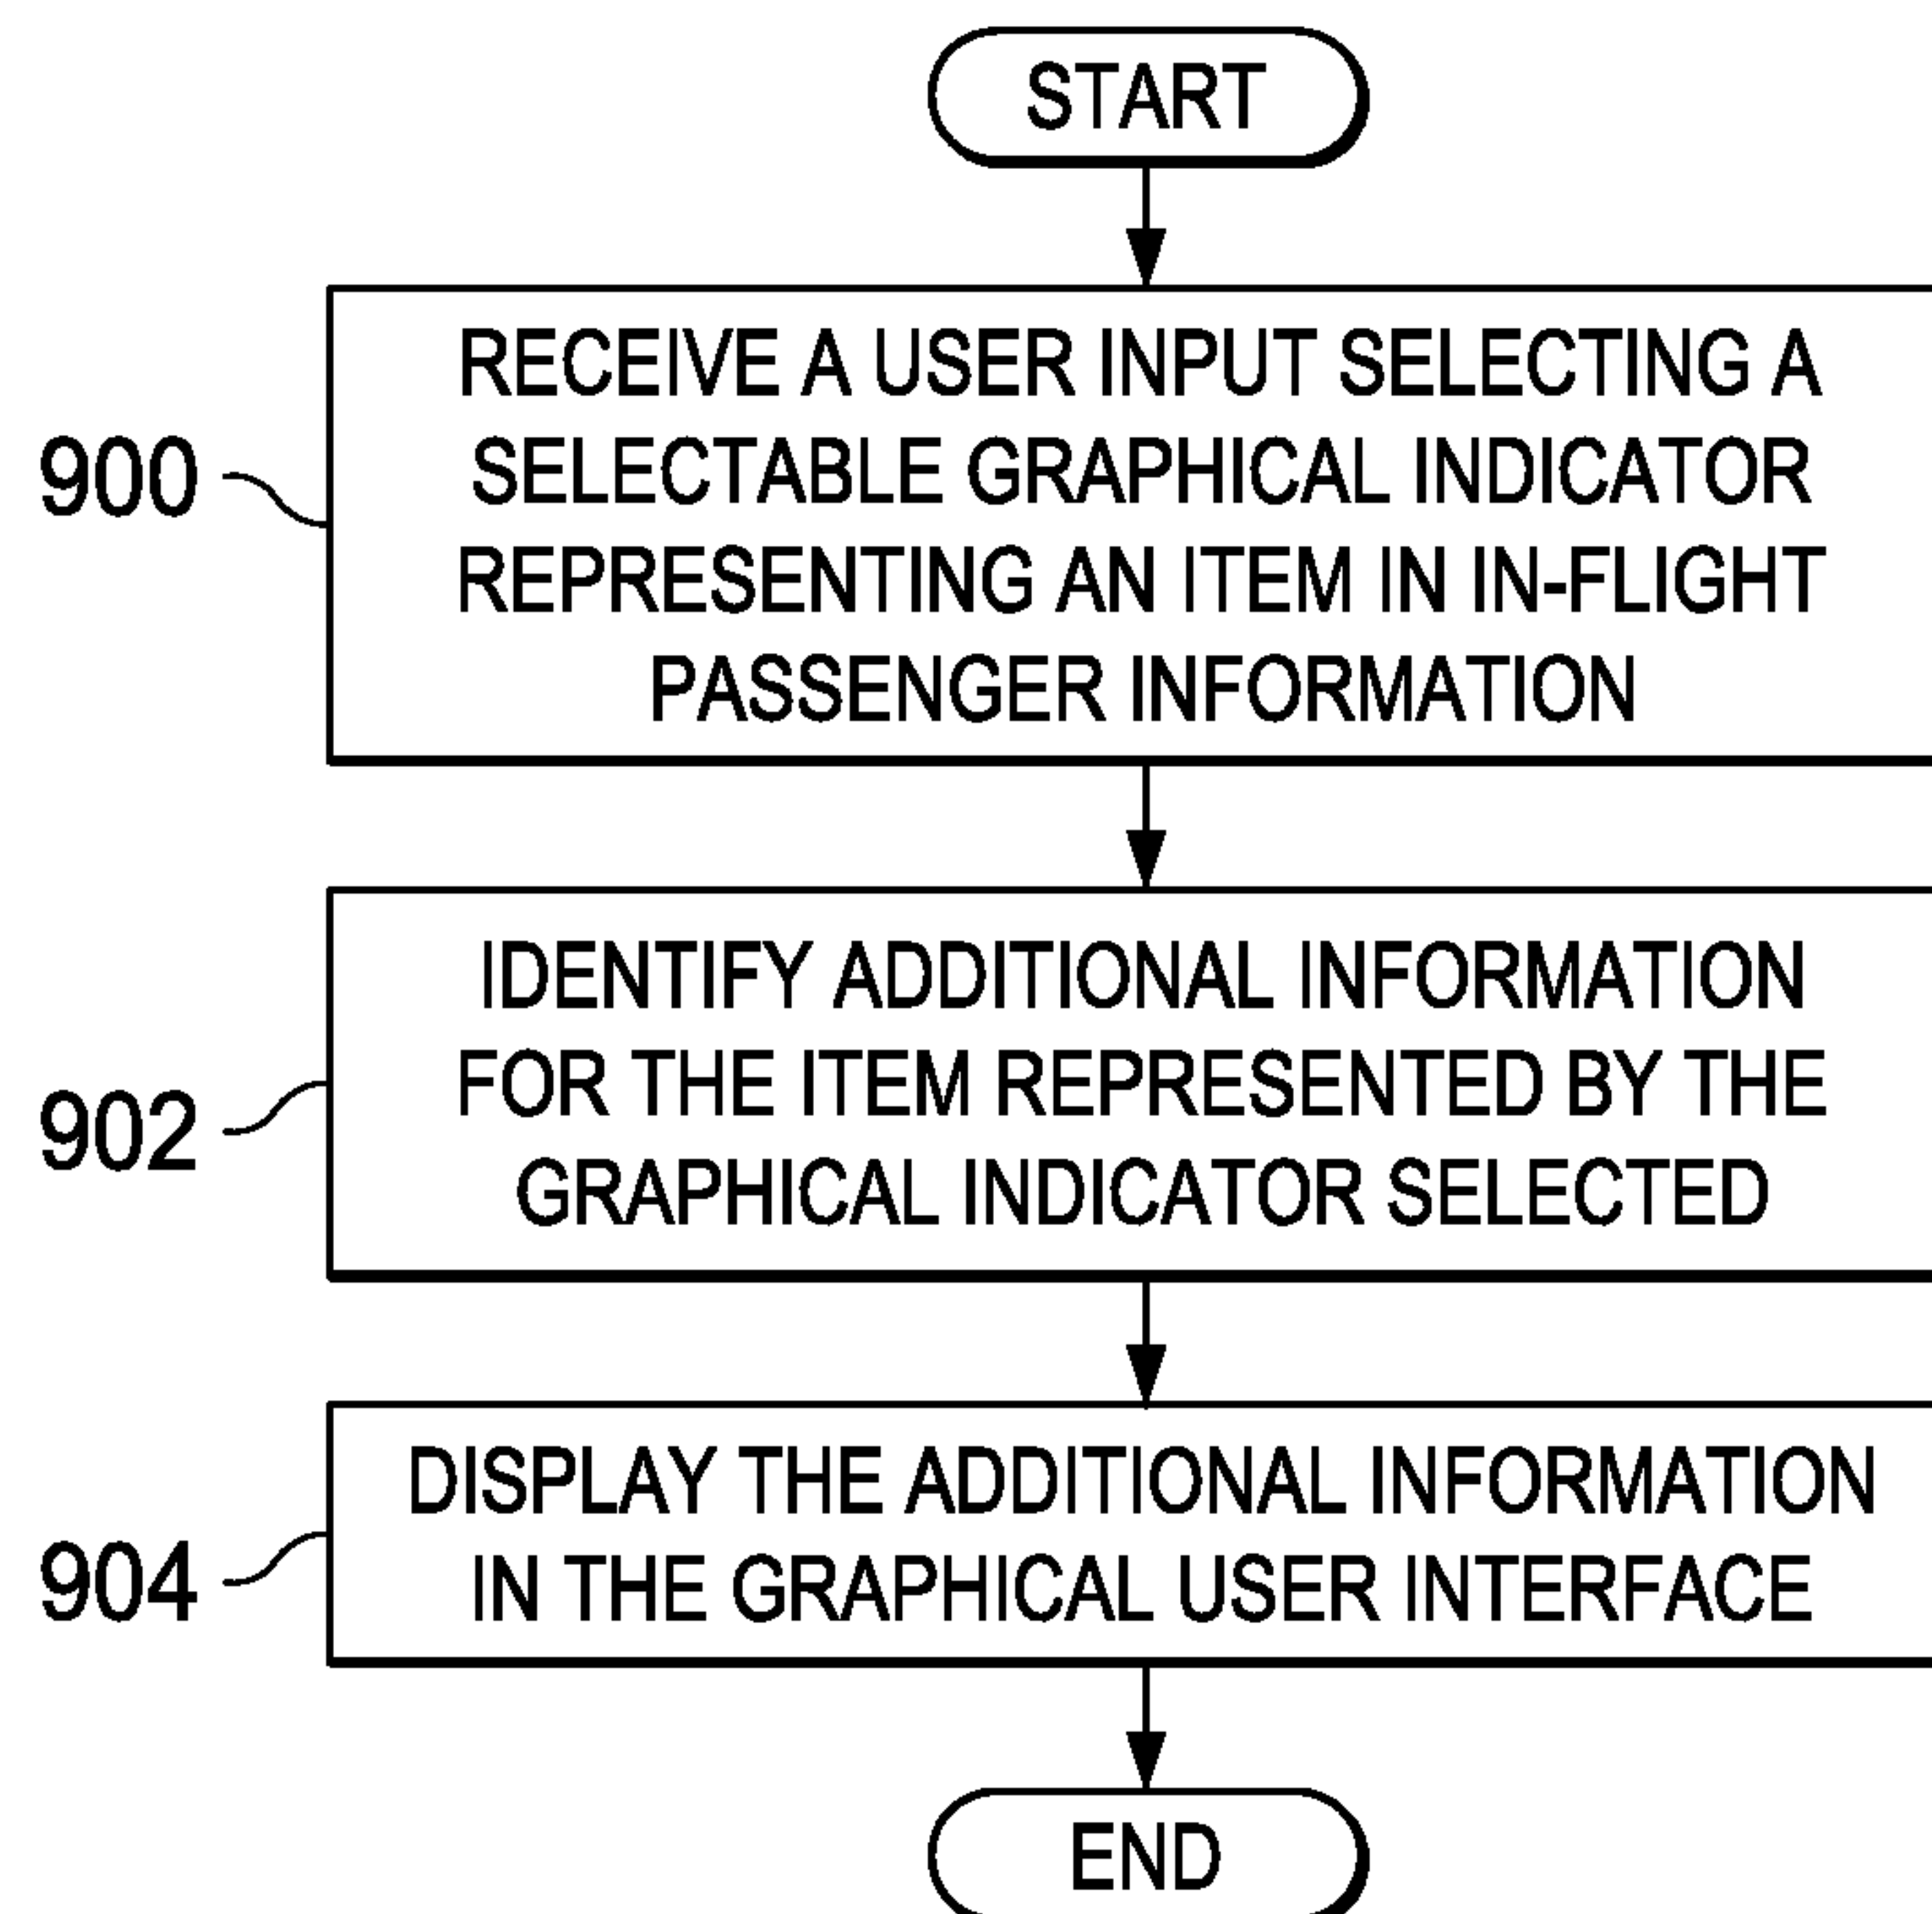 START
900
RECEIVE A USER INPUT SELECTING A
SELECTABLE GRAPHICAL INDICATOR
REPRESENTING AN ITEM IN IN-FLIGHT
PASSENGER INFORMATION
902
IDENTIFY ADDITIONAL INFORMATION
FOR THE ITEM REPRESENTED BY THE
GRAPHICAL INDICATOR SELECTED
904
DISPLAY THE ADDITIONAL INFORMATION
IN THE GRAPHICAL USER INTERFACE
END